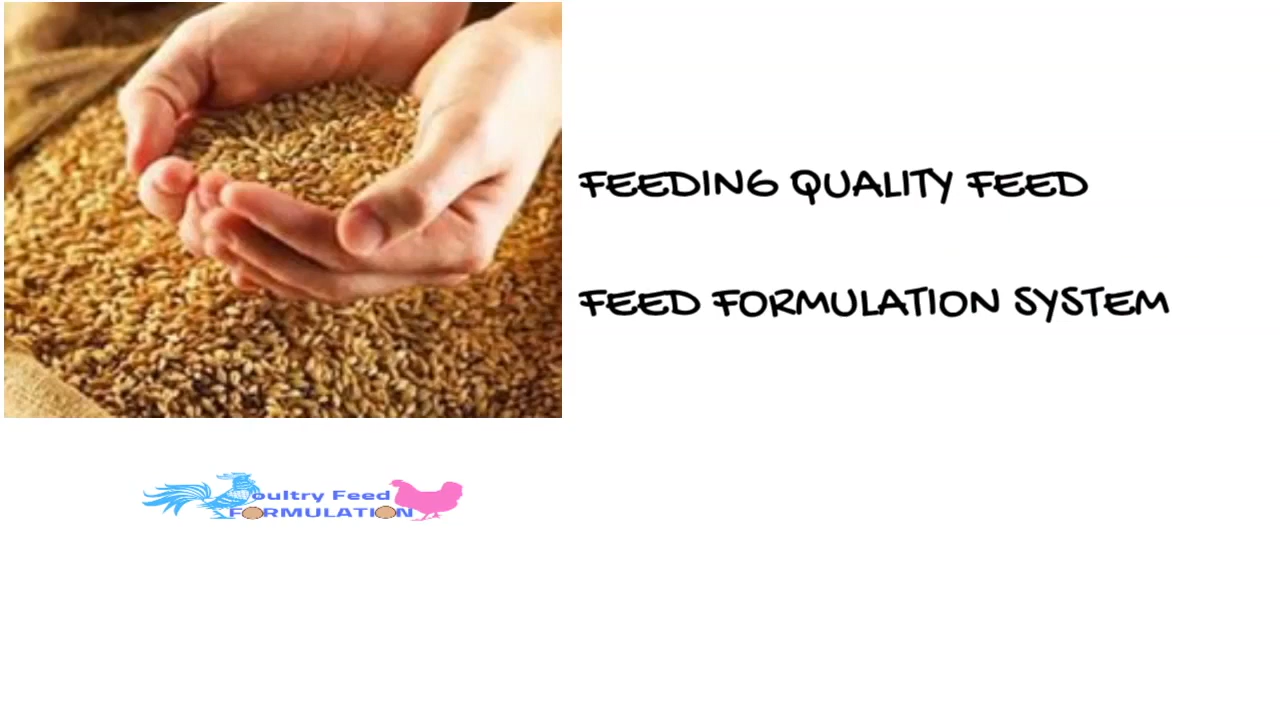 FEEDING QUALITY FEED
FEED FORMULATION SYSTEM
oultry Feed
FORMULATION